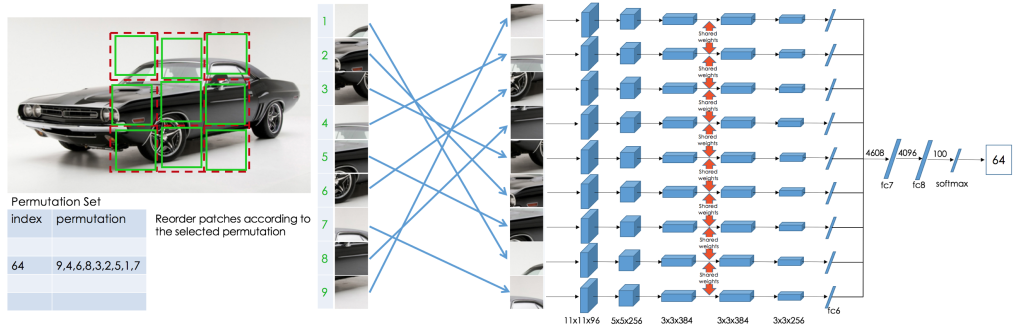 Permutation Set
index permutation
64 9,4,6,8,3,2,5,1,7
Reorder patches according to
the selected permutation
1
2
3
4
5
6
7
8
9
Shared
weights
Shared
weights
Shared
weights
Shared
weights
Shared
weights
Shared
weights
Shared
weights
Shared
weights
11x11x96 5x5x256 3x3x384 3x3x384 3x3x256
fc6
4608 4096 100
fc7 fc8 softmax
64